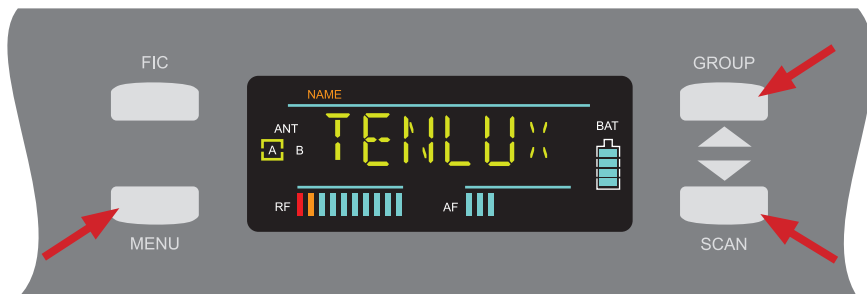 FIC
GROUP
NAME
ANT
TENLUX
BAT
A B
RF
AF
MENU
SCAN